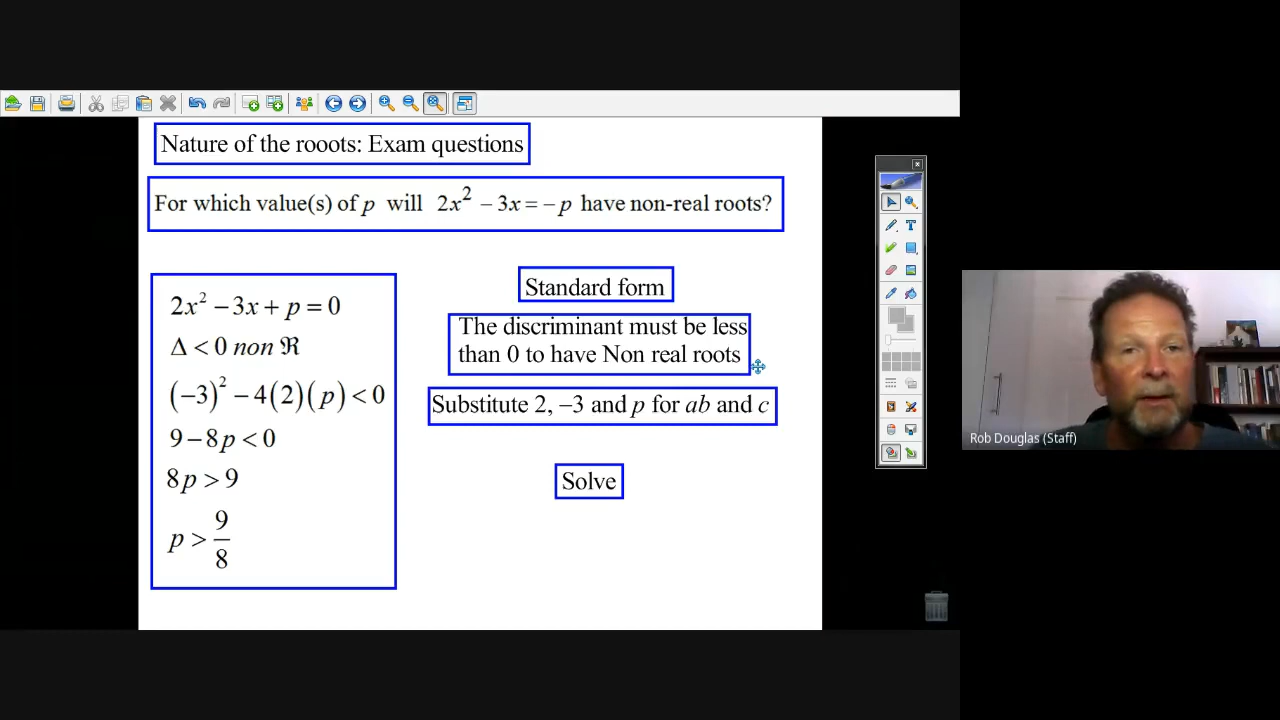 Nature of the rooots: Exam questions
For which value(s) of p will 2x² − 3x = − p have non-real roots?
2x² − 3x + p = 0
Δ < 0 non ℜ
(−3)² − 4(2)(p) < 0
9 − 8p < 0
8p > 9
p > 9/8
Standard form
The discriminant must be less
than 0 to have Non real roots
Substitute 2, −3 and p for ab and c
Solve
Rob Douglas (Staff)